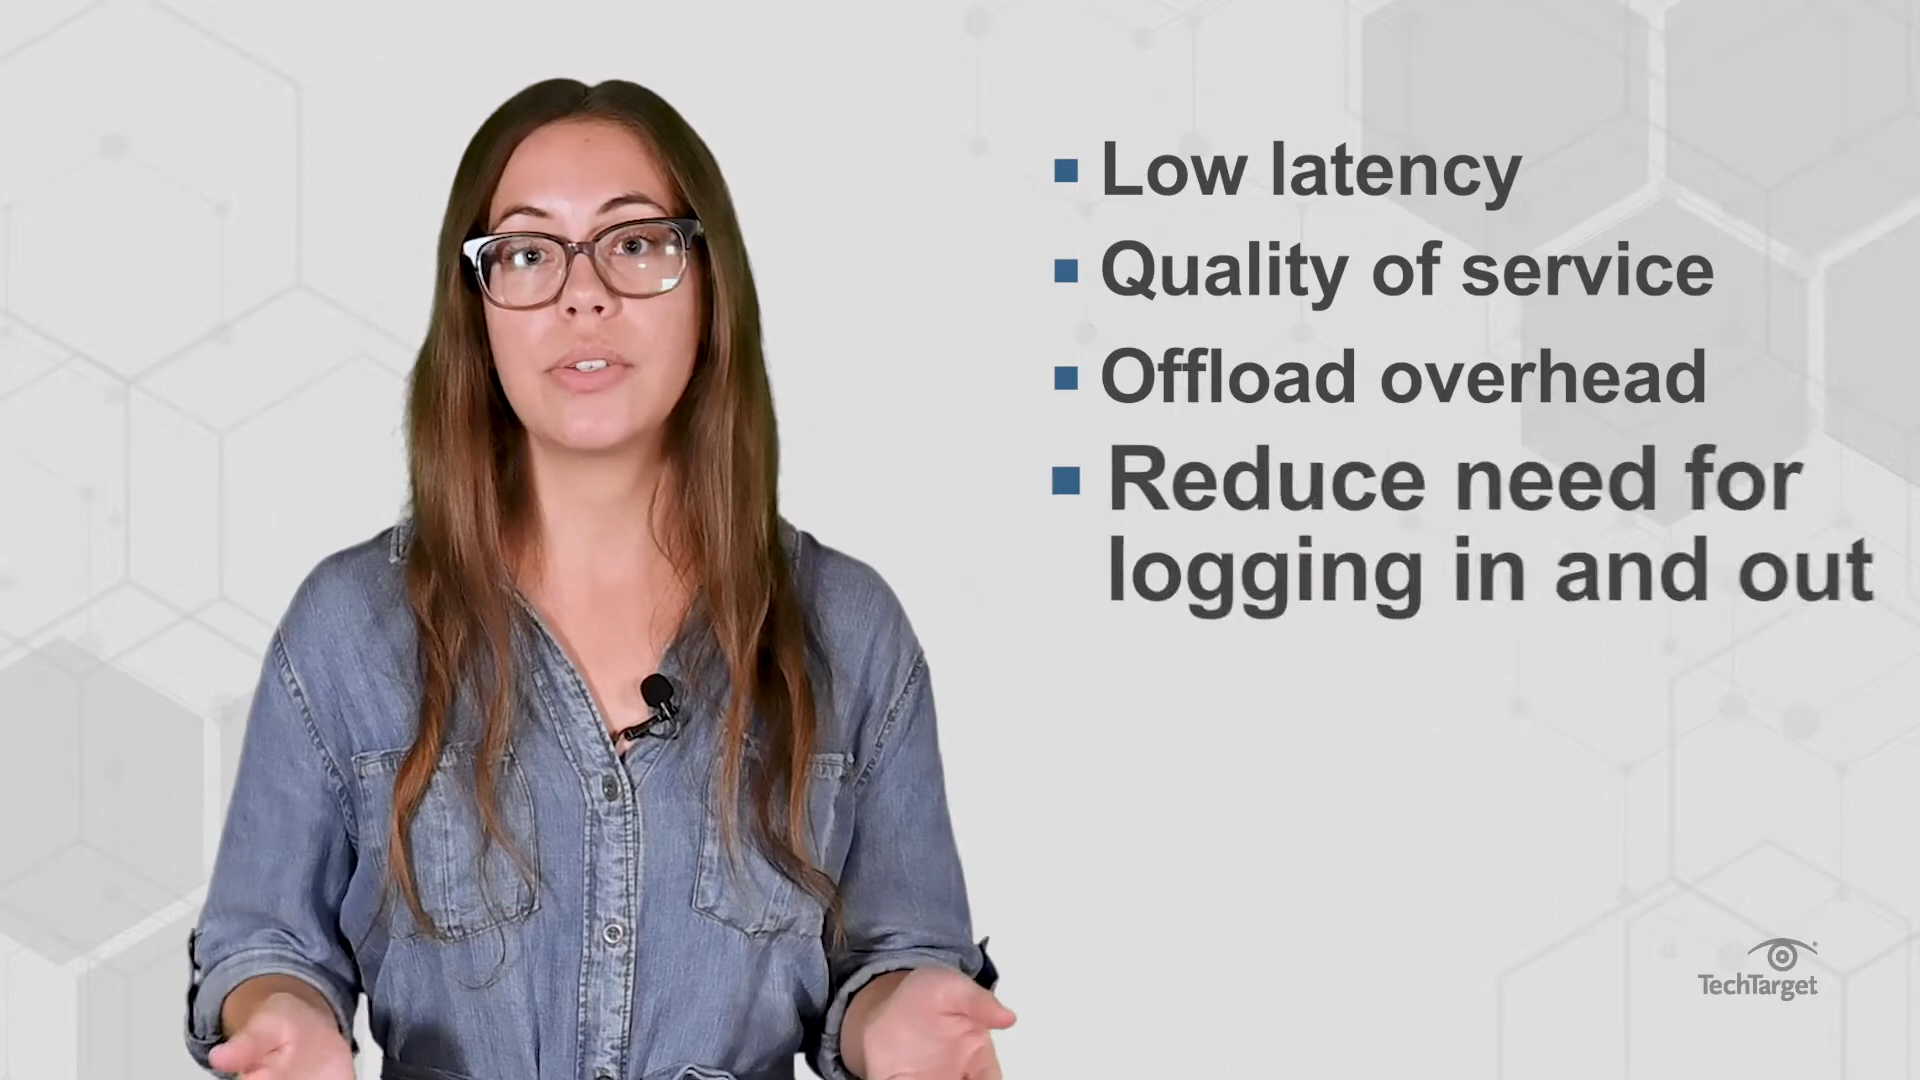 Low latency
Quality of service
Offload overhead
Reduce need for
logging in and out
TechTarget